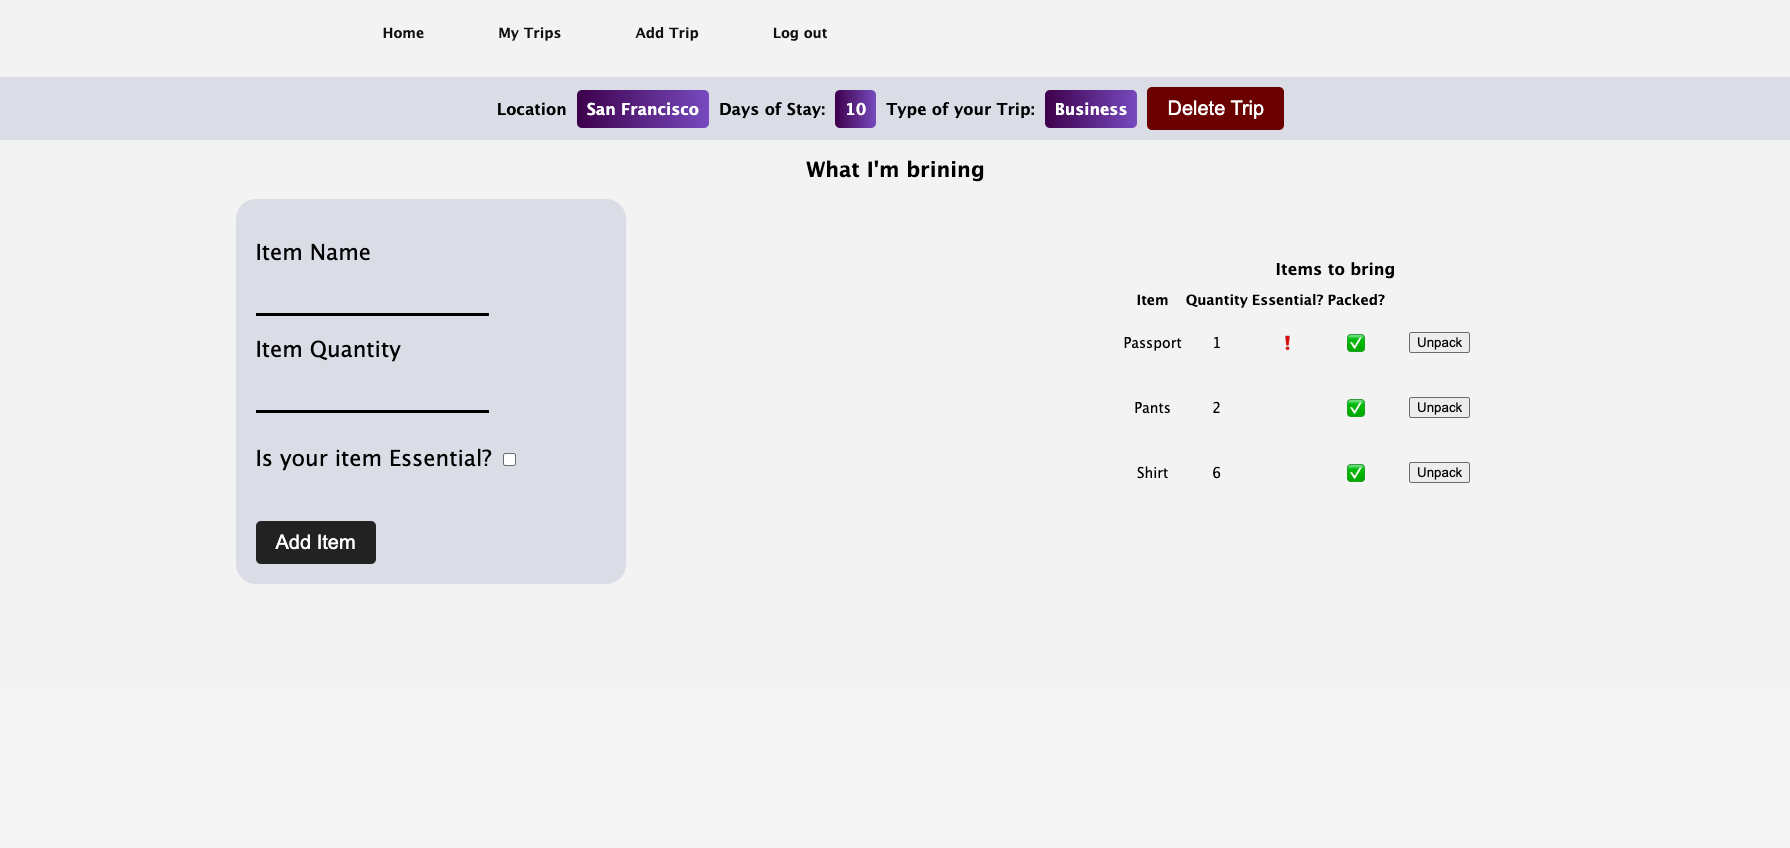 Home My Trips Add Trip Log out
Location San Francisco Days of Stay: 10 Type of your Trip: Business Delete Trip
What I'm brining
Item Name
Item Quantity
Is your item Essential?
Add Item
Items to bring
Item Quantity Essential? Packed?
Passport 1 ❗ ✅ Unpack
Pants 2 ✅ Unpack
Shirt 6 ✅ Unpack